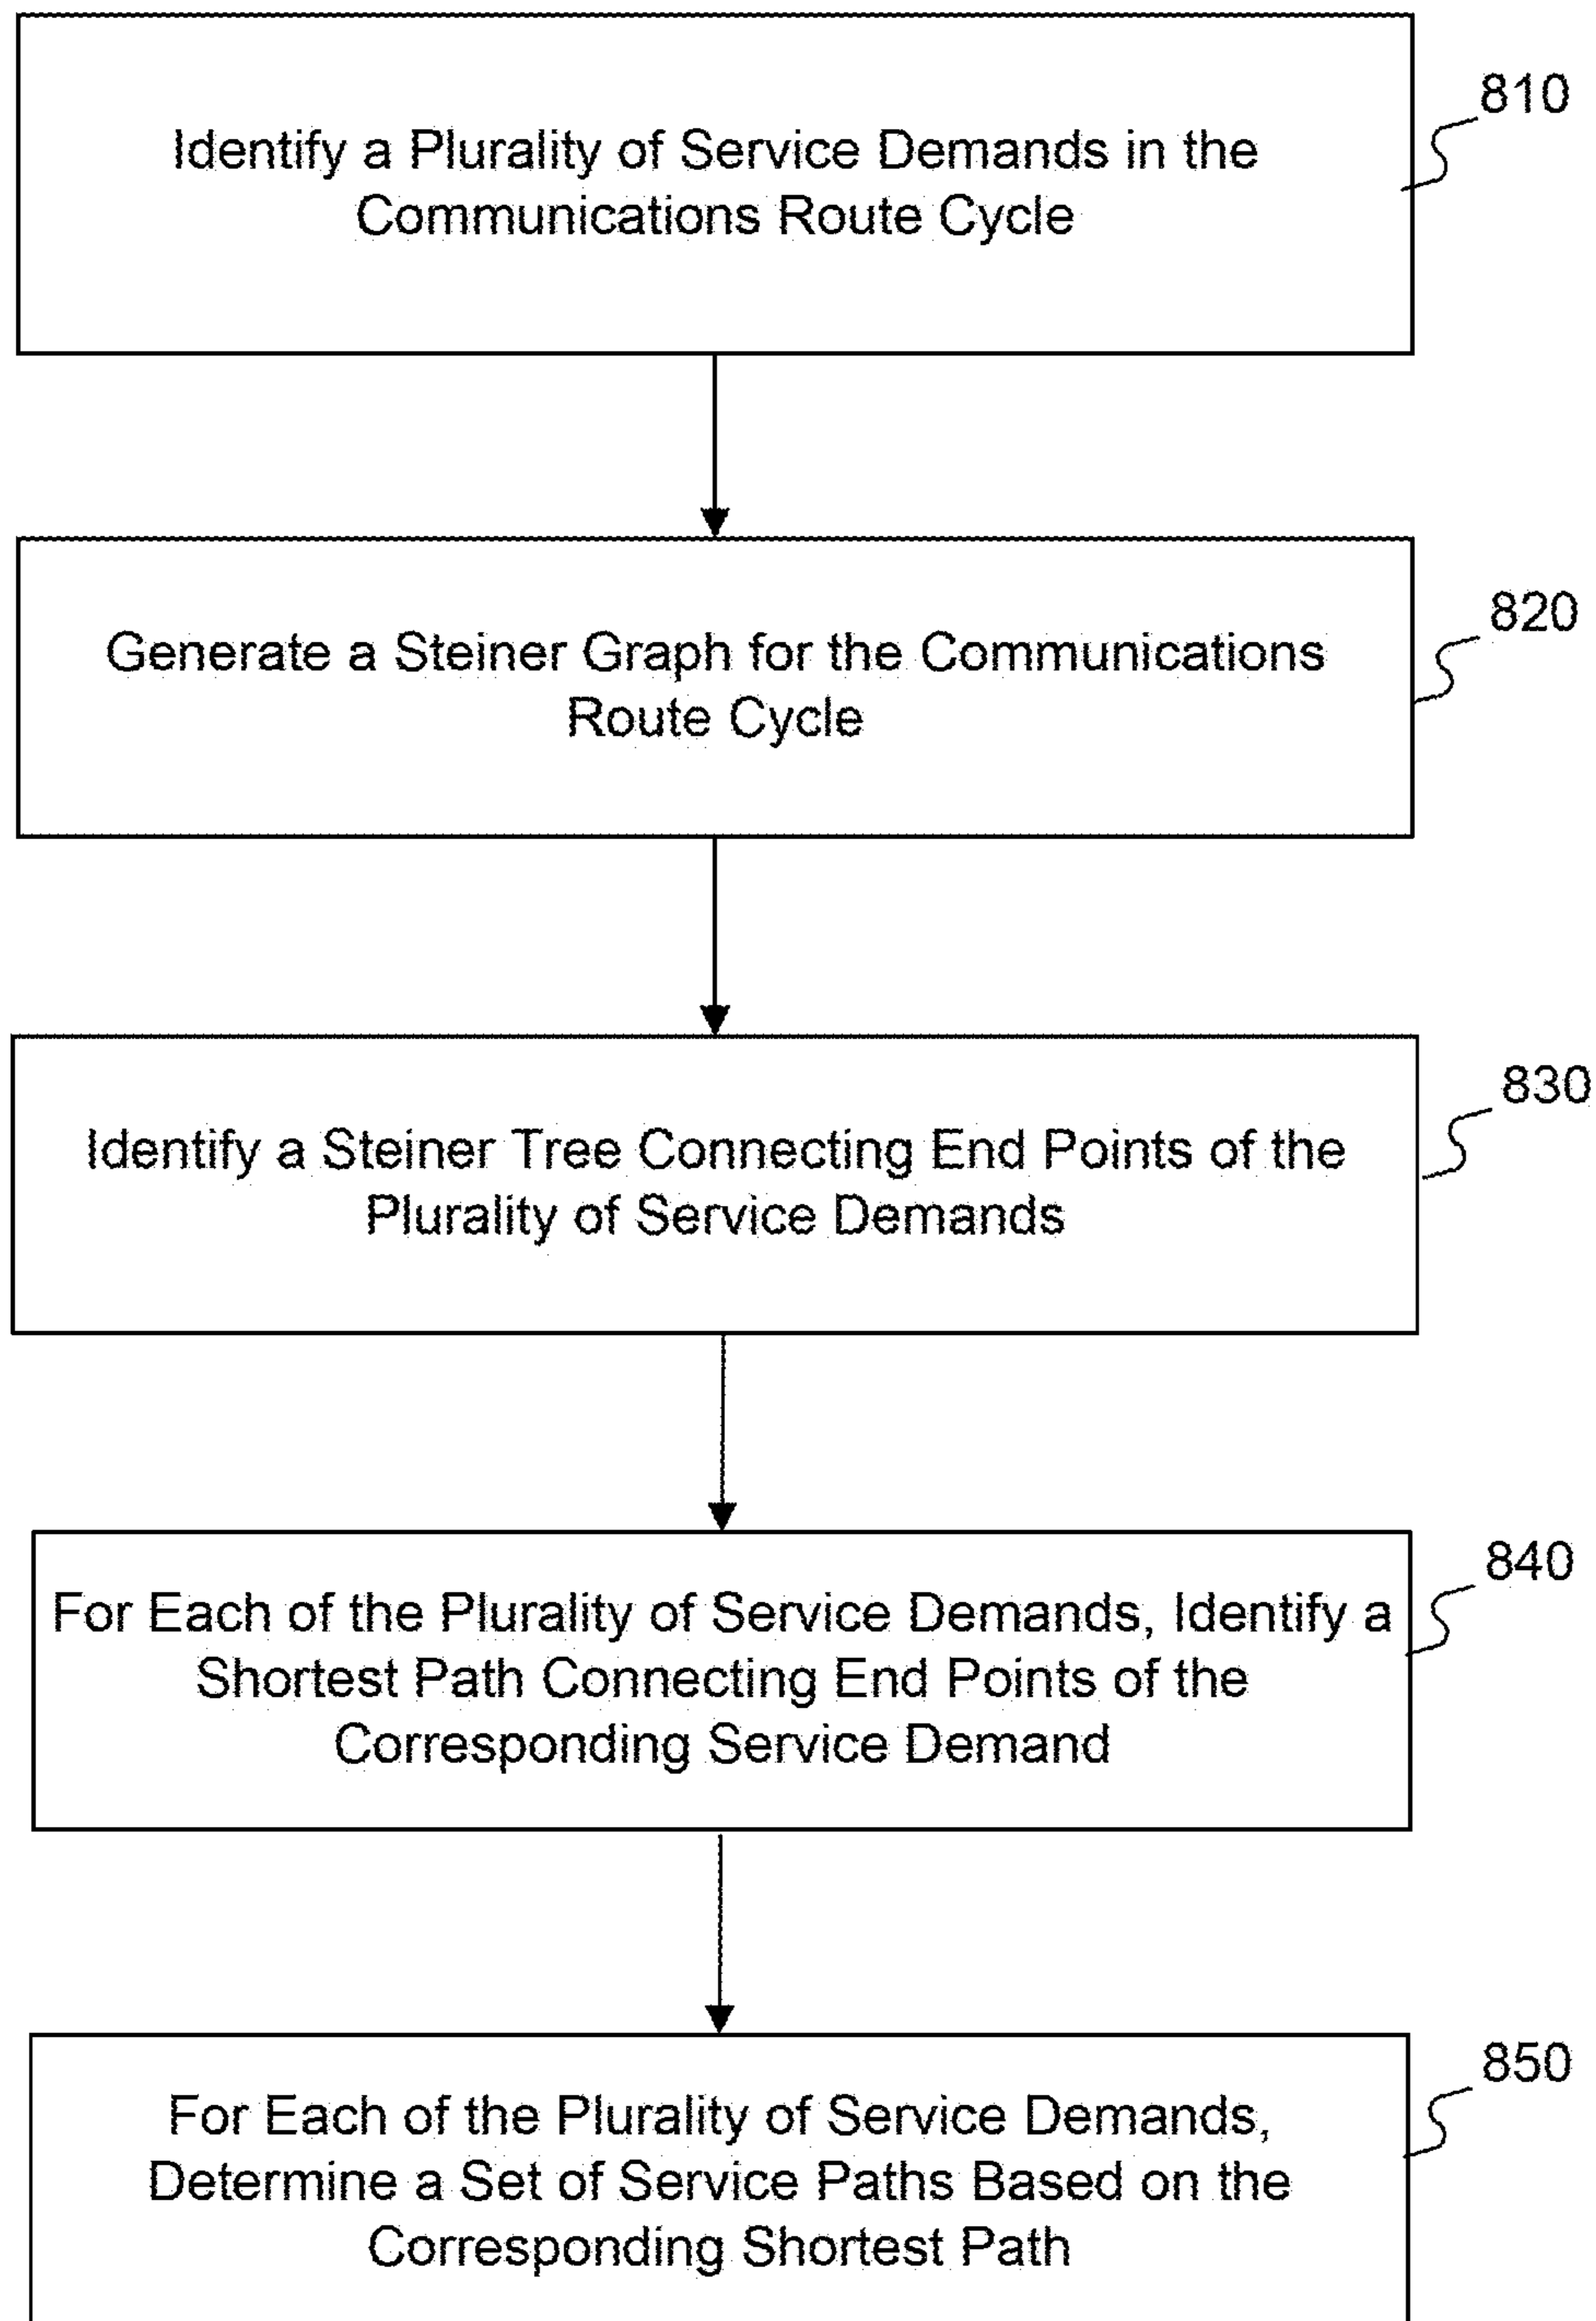 810
Identify a Plurality of Service Demands in the
Communications Route Cycle
820
Generate a Steiner Graph for the Communications
Route Cycle
830
Identify a Steiner Tree Connecting End Points of the
Plurality of Service Demands
840
For Each of the Plurality of Service Demands, Identify a
Shortest Path Connecting End Points of the
Corresponding Service Demand
850
For Each of the Plurality of Service Demands,
Determine a Set of Service Paths Based on the
Corresponding Shortest Path